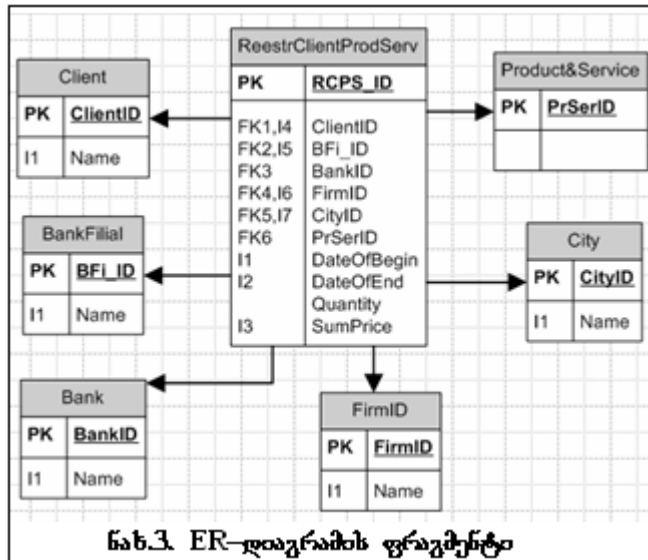 ReestrClientProdServ
PK RCPS_ID
FK1,I4 ClientID
FK2,I5 BFi_ID
FK3 BankID
FK4,I6 FirmID
FK5,I7 CityID
FK6 PrSerID
I1 DateOfBegin
I2 DateOfEnd
Quantity
I3 SumPrice
Client
PK ClientID
I1 Name
Product&Service
PK PrSerID
BankFilial
PK BFi_ID
I1 Name
City
PK CityID
I1 Name
Bank
PK BankID
I1 Name
FirmID
PK FirmID
I1 Name
ნახ.3. ER–დიაგრამის ფრაგმენტი